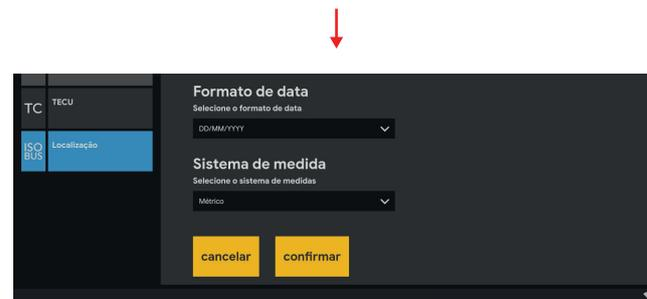 Formato de data
Selecione o formato de data
TC TECU
DD/MM/YYYY
ISO BUS Localização
Sistema de medida
Selecione o sistema de medidas
Métrico
cancelar confirmar